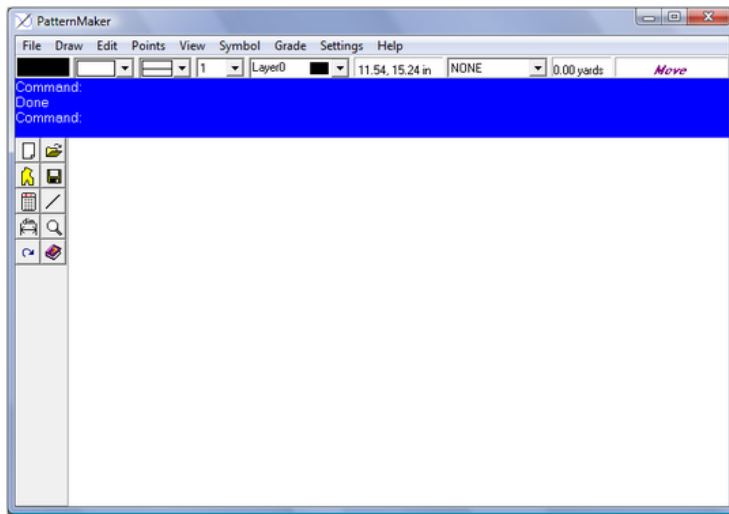 PatternMaker
File Draw Edit Points View Symbol Grade Settings Help
1 Layer0 11.54, 15.24 in NONE 0.00 yards Move
Command:
Done
Command: